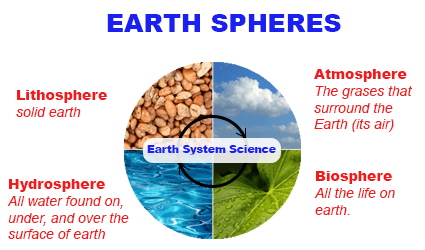 EARTH SPHERES
Lithosphere
solid earth
Atmosphere
The grases that
surround the
Earth (its air)
Earth System Science
Hydrosphere
All water found on,
under, and over the
surface of earth
Biosphere
All the life on
earth.